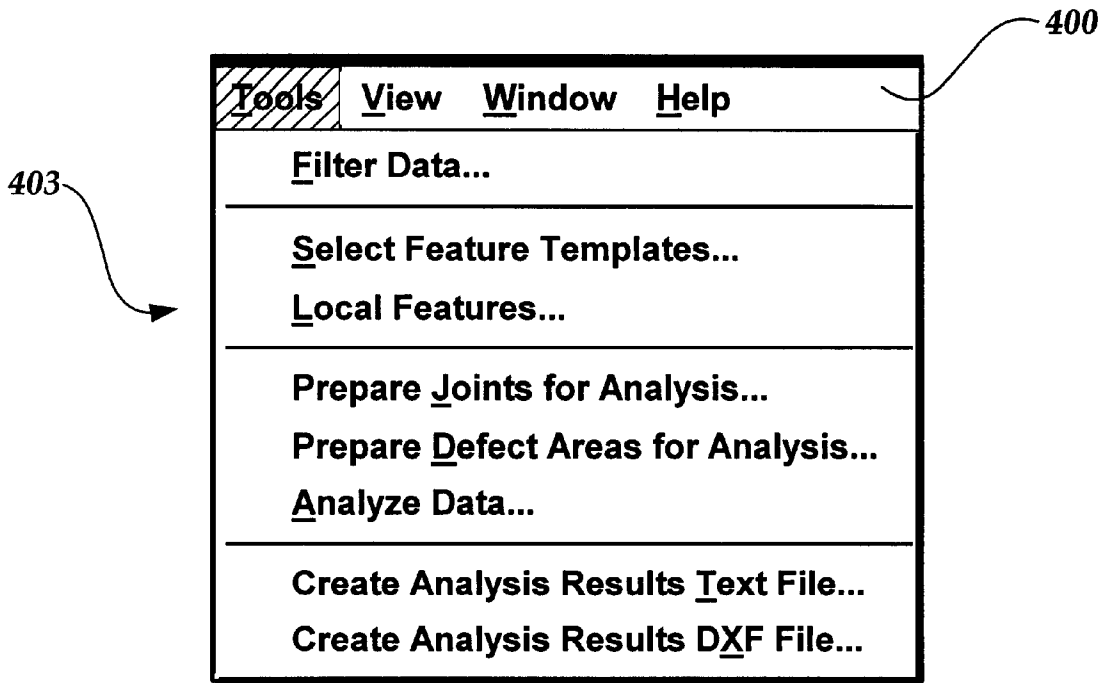 400
Tools View Window Help
403
Filter Data...
Select Feature Templates...
Local Features...
Prepare Joints for Analysis...
Prepare Defect Areas for Analysis...
Analyze Data...
Create Analysis Results Text File...
Create Analysis Results DXF File...